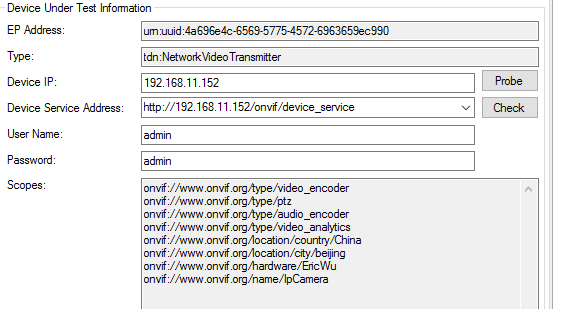 Device Under Test Information
EP Address: urn:uuid:4a696e4c-6569-5775-4572-6963659ec990
Type: tdn:NetworkVideoTransmitter
Device IP: 192.168.11.152 Probe
Device Service Address: http://192.168.11.152/onvif/device_service Check
User Name: admin
Password: admin
Scopes: onvif://www.onvif.org/type/video_encoder
onvif://www.onvif.org/type/ptz
onvif://www.onvif.org/type/audio_encoder
onvif://www.onvif.org/type/video_analytics
onvif://www.onvif.org/location/country/China
onvif://www.onvif.org/location/city/beijing
onvif://www.onvif.org/hardware/EricWu
onvif://www.onvif.org/name/IpCamera